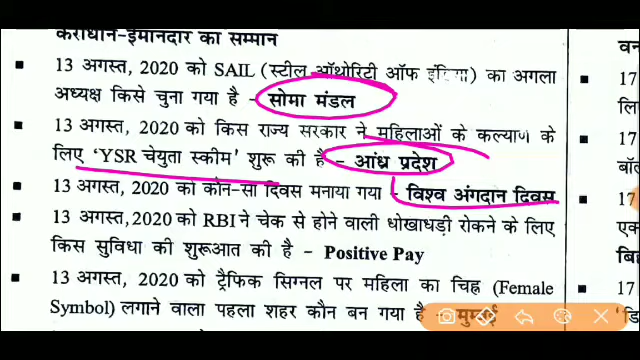 कराधान-ईमानदार का सम्मान
▪ 13 अगस्त, 2020 को SAIL (स्टील ऑथोरिटी ऑफ इंडिया) का अगला
अध्यक्ष किसे चुना गया है – सोमा मंडल
▪ 13 अगस्त, 2020 को किस राज्य सरकार ने महिलाओं के कल्याण के
लिए ‘YSR चेयुता स्कीम’ शुरू की है – आंध्र प्रदेश
▪ 13 अगस्त, 2020 को कौन-सा दिवस मनाया गया – विश्व अंगदान दिवस
▪ 13 अगस्त, 2020 को RBI ने चेक से होने वाली धोखाधड़ी रोकने के लिए
किस सुविधा की शुरूआत की है – Positive Pay
▪ 13 अगस्त, 2020 को ट्रैफिक सिग्नल पर महिला का चिह्न (Female
Symbol) लगाने वाला पहला शहर कौन बन गया है – मुम्बई
▪ 17
▪ 17
▪ 17
▪ 17